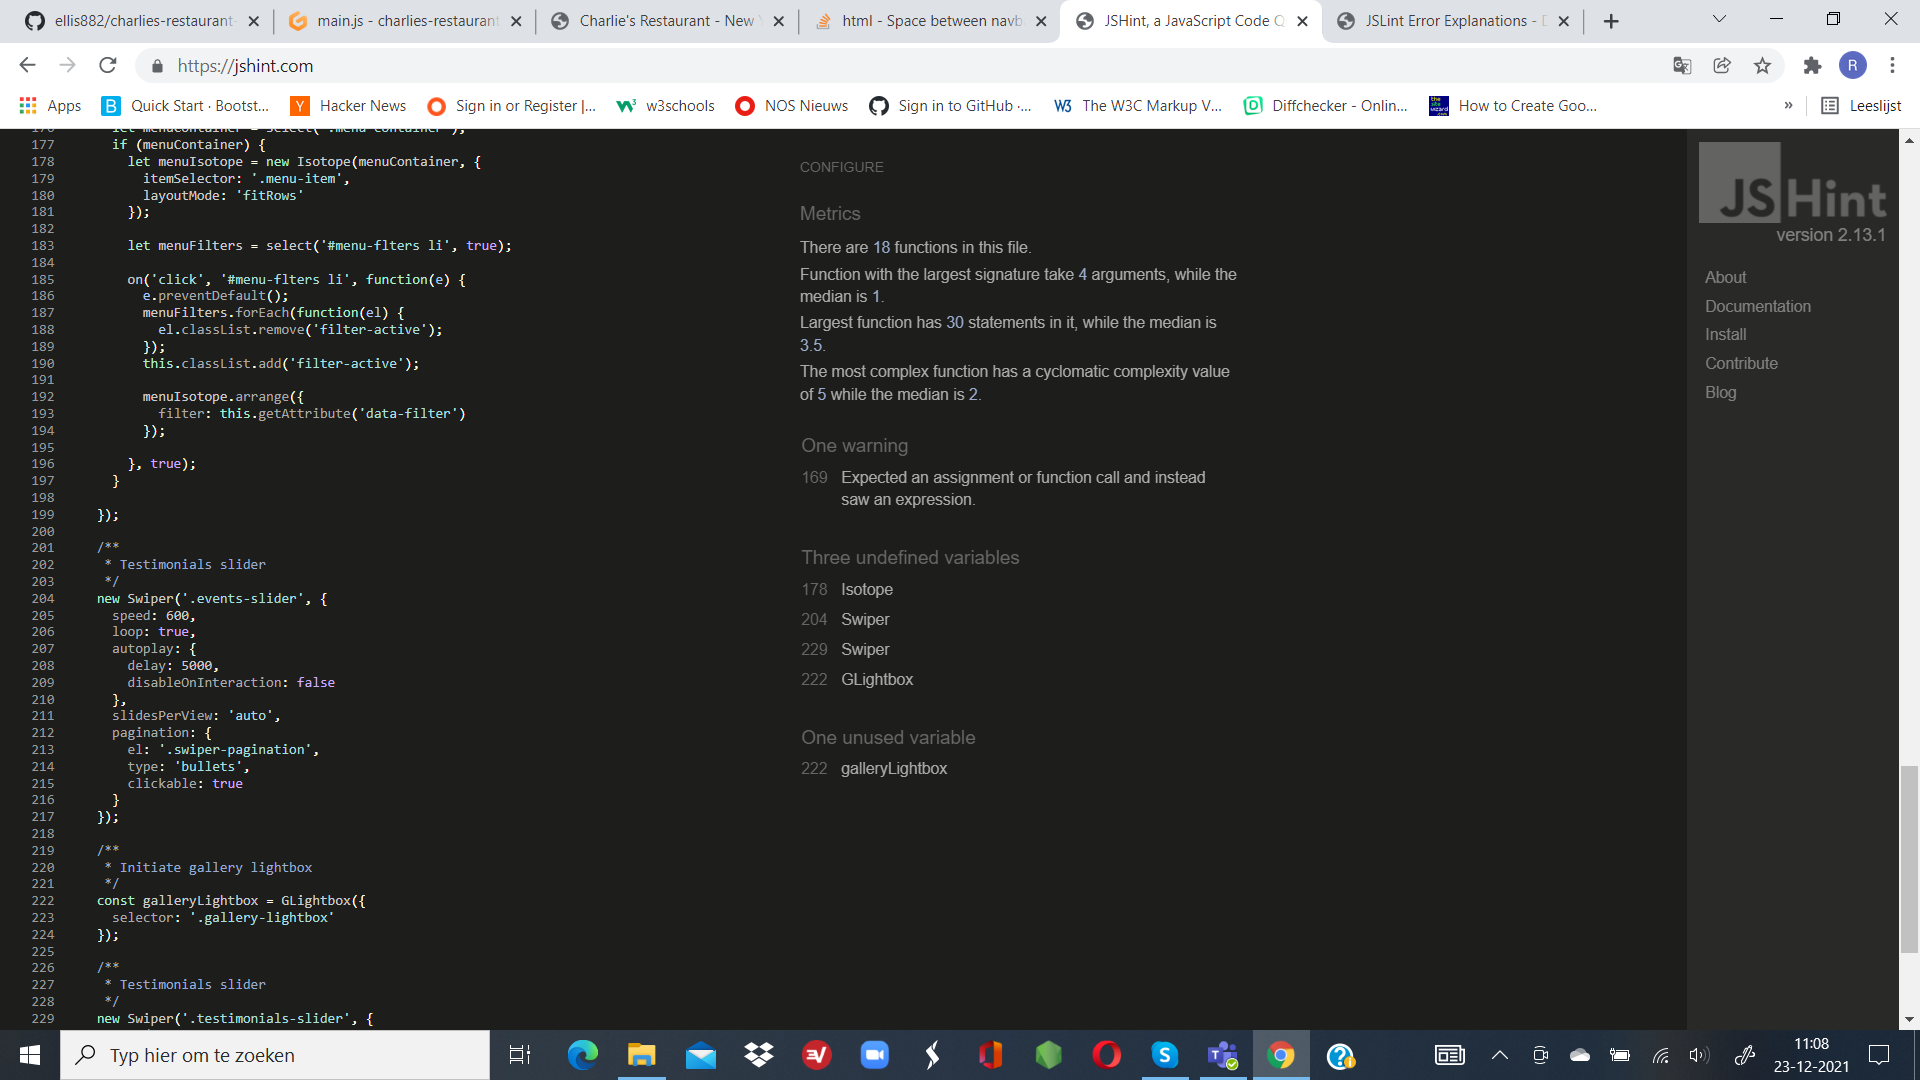 ellis882/charlies-restaurant-
main.js - charlies-restaurant
Charlie's Restaurant - New
html - Space between navb
JSHint, a JavaScript Code Q
JSLint Error Explanations -
https://jshint.com
R
Apps
B Quick Start · Bootst...
Y Hacker News
Sign in or Register |...
w3schools
NOS Nieuws
Sign in to GitHub ·...
W3 The W3C Markup V...
Diffchecker - Onlin...
How to Create Goo...
»
Leeslijst
176 let menuContainer = select('.menu-container');
177 if (menuContainer) {
178 let menuIsotope = new Isotope(menuContainer, {
179 itemSelector: '.menu-item',
180 layoutMode: 'fitRows'
181 });
182
183 let menuFilters = select('#menu-flters li', true);
184
185 on('click', '#menu-flters li', function(e) {
186 e.preventDefault();
187 menuFilters.forEach(function(el) {
188 el.classList.remove('filter-active');
189 });
190 this.classList.add('filter-active');
191
192 menuIsotope.arrange({
193 filter: this.getAttribute('data-filter')
194 });
195
196 }, true);
197 }
198
199 });
200
201 /**
202 * Testimonials slider
203 */
204 new Swiper('.events-slider', {
205 speed: 600,
206 loop: true,
207 autoplay: {
208 delay: 5000,
209 disableOnInteraction: false
210 },
211 slidesPerView: 'auto',
212 pagination: {
213 el: '.swiper-pagination',
214 type: 'bullets',
215 clickable: true
216 }
217 });
218
219 /**
220 * Initiate gallery lightbox
221 */
222 const galleryLightbox = GLightbox({
223 selector: '.gallery-lightbox'
224 });
225
226 /**
227 * Testimonials slider
228 */
229 new Swiper('.testimonials-slider', {
CONFIGURE
Metrics
There are 18 functions in this file.
Function with the largest signature take 4 arguments, while the
median is 1.
Largest function has 30 statements in it, while the median is
3.5.
The most complex function has a cyclomatic complexity value
of 5 while the median is 2.
One warning
169 Expected an assignment or function call and instead
saw an expression.
Three undefined variables
178 Isotope
204 Swiper
229 Swiper
222 GLightbox
One unused variable
222 galleryLightbox
JSHint
version 2.13.1
About
Documentation
Install
Contribute
Blog
Typ hier om te zoeken
11:08
23-12-2021